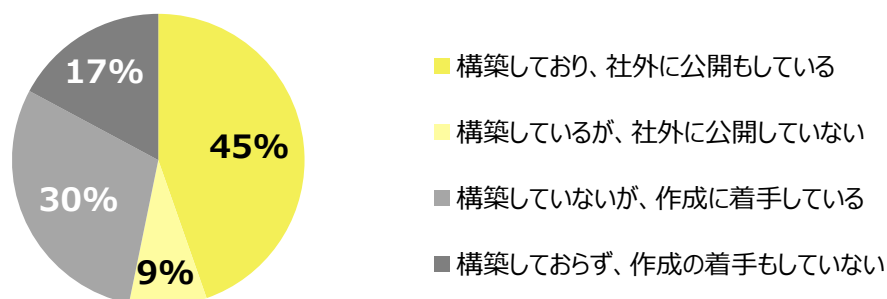 17%
45%
30%
9%
構築しており、社外に公開もしている
構築しているが、社外に公開していない
構築していないが、作成に着手している
構築しておらず、作成の着手もしていない